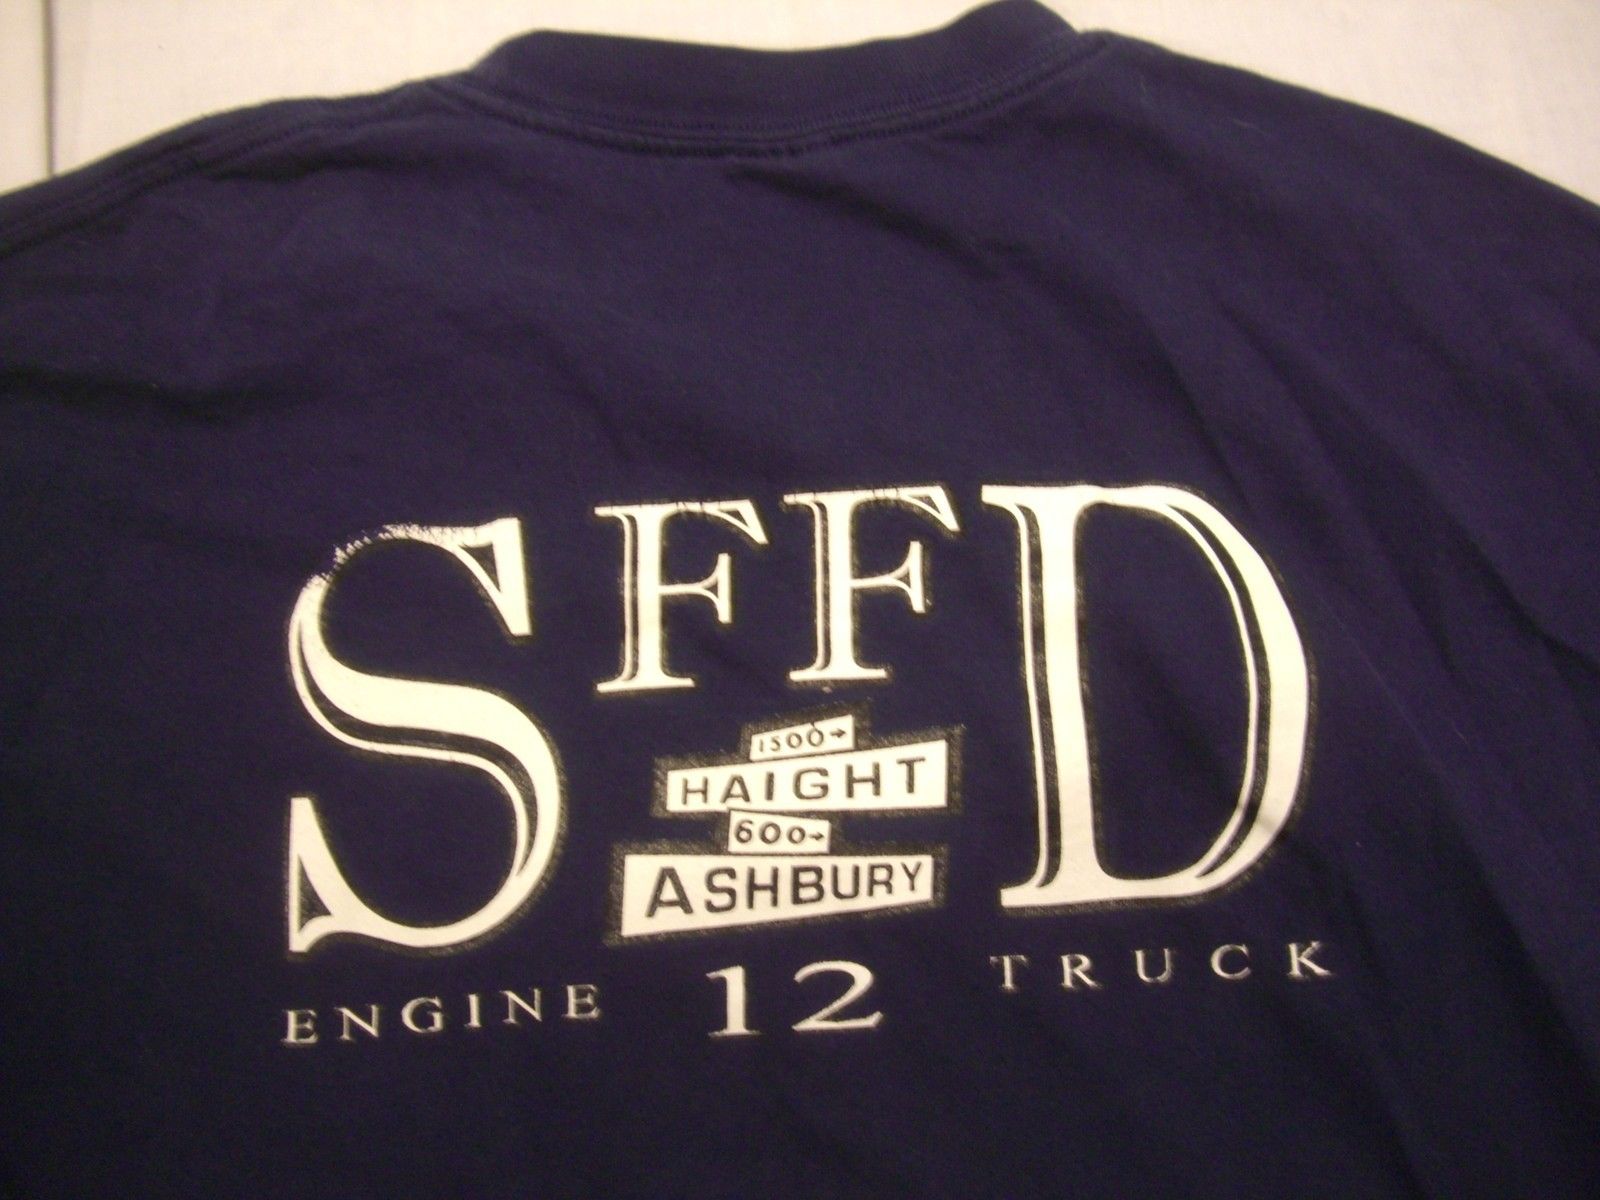 SFFD
1500→
HAIGHT
600→
ASHBURY
ENGINE 12 TRUCK